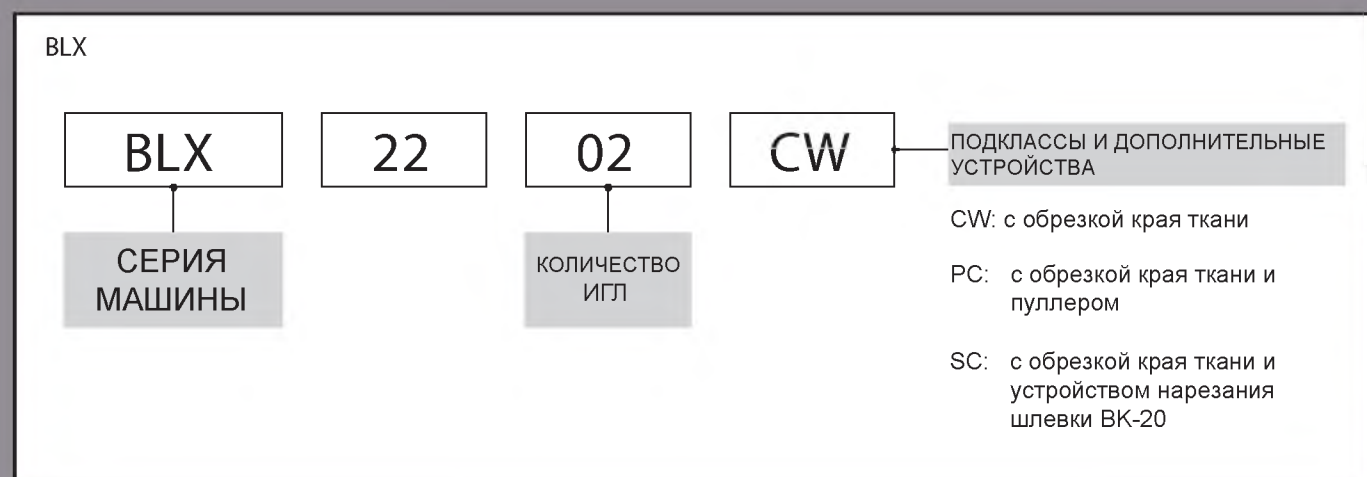 BLX
BLX 22 02 CW
ПОДКЛАССЫ И ДОПОЛНИТЕЛЬНЫЕ
УСТРОЙСТВА
СЕРИЯ
МАШИНЫ
КОЛИЧЕСТВО
ИГЛ
CW: с обрезкой края ткани
PC: с обрезкой края ткани и
пуллером
SC: с обрезкой края ткани и
устройством нарезания
шлевки BK-20